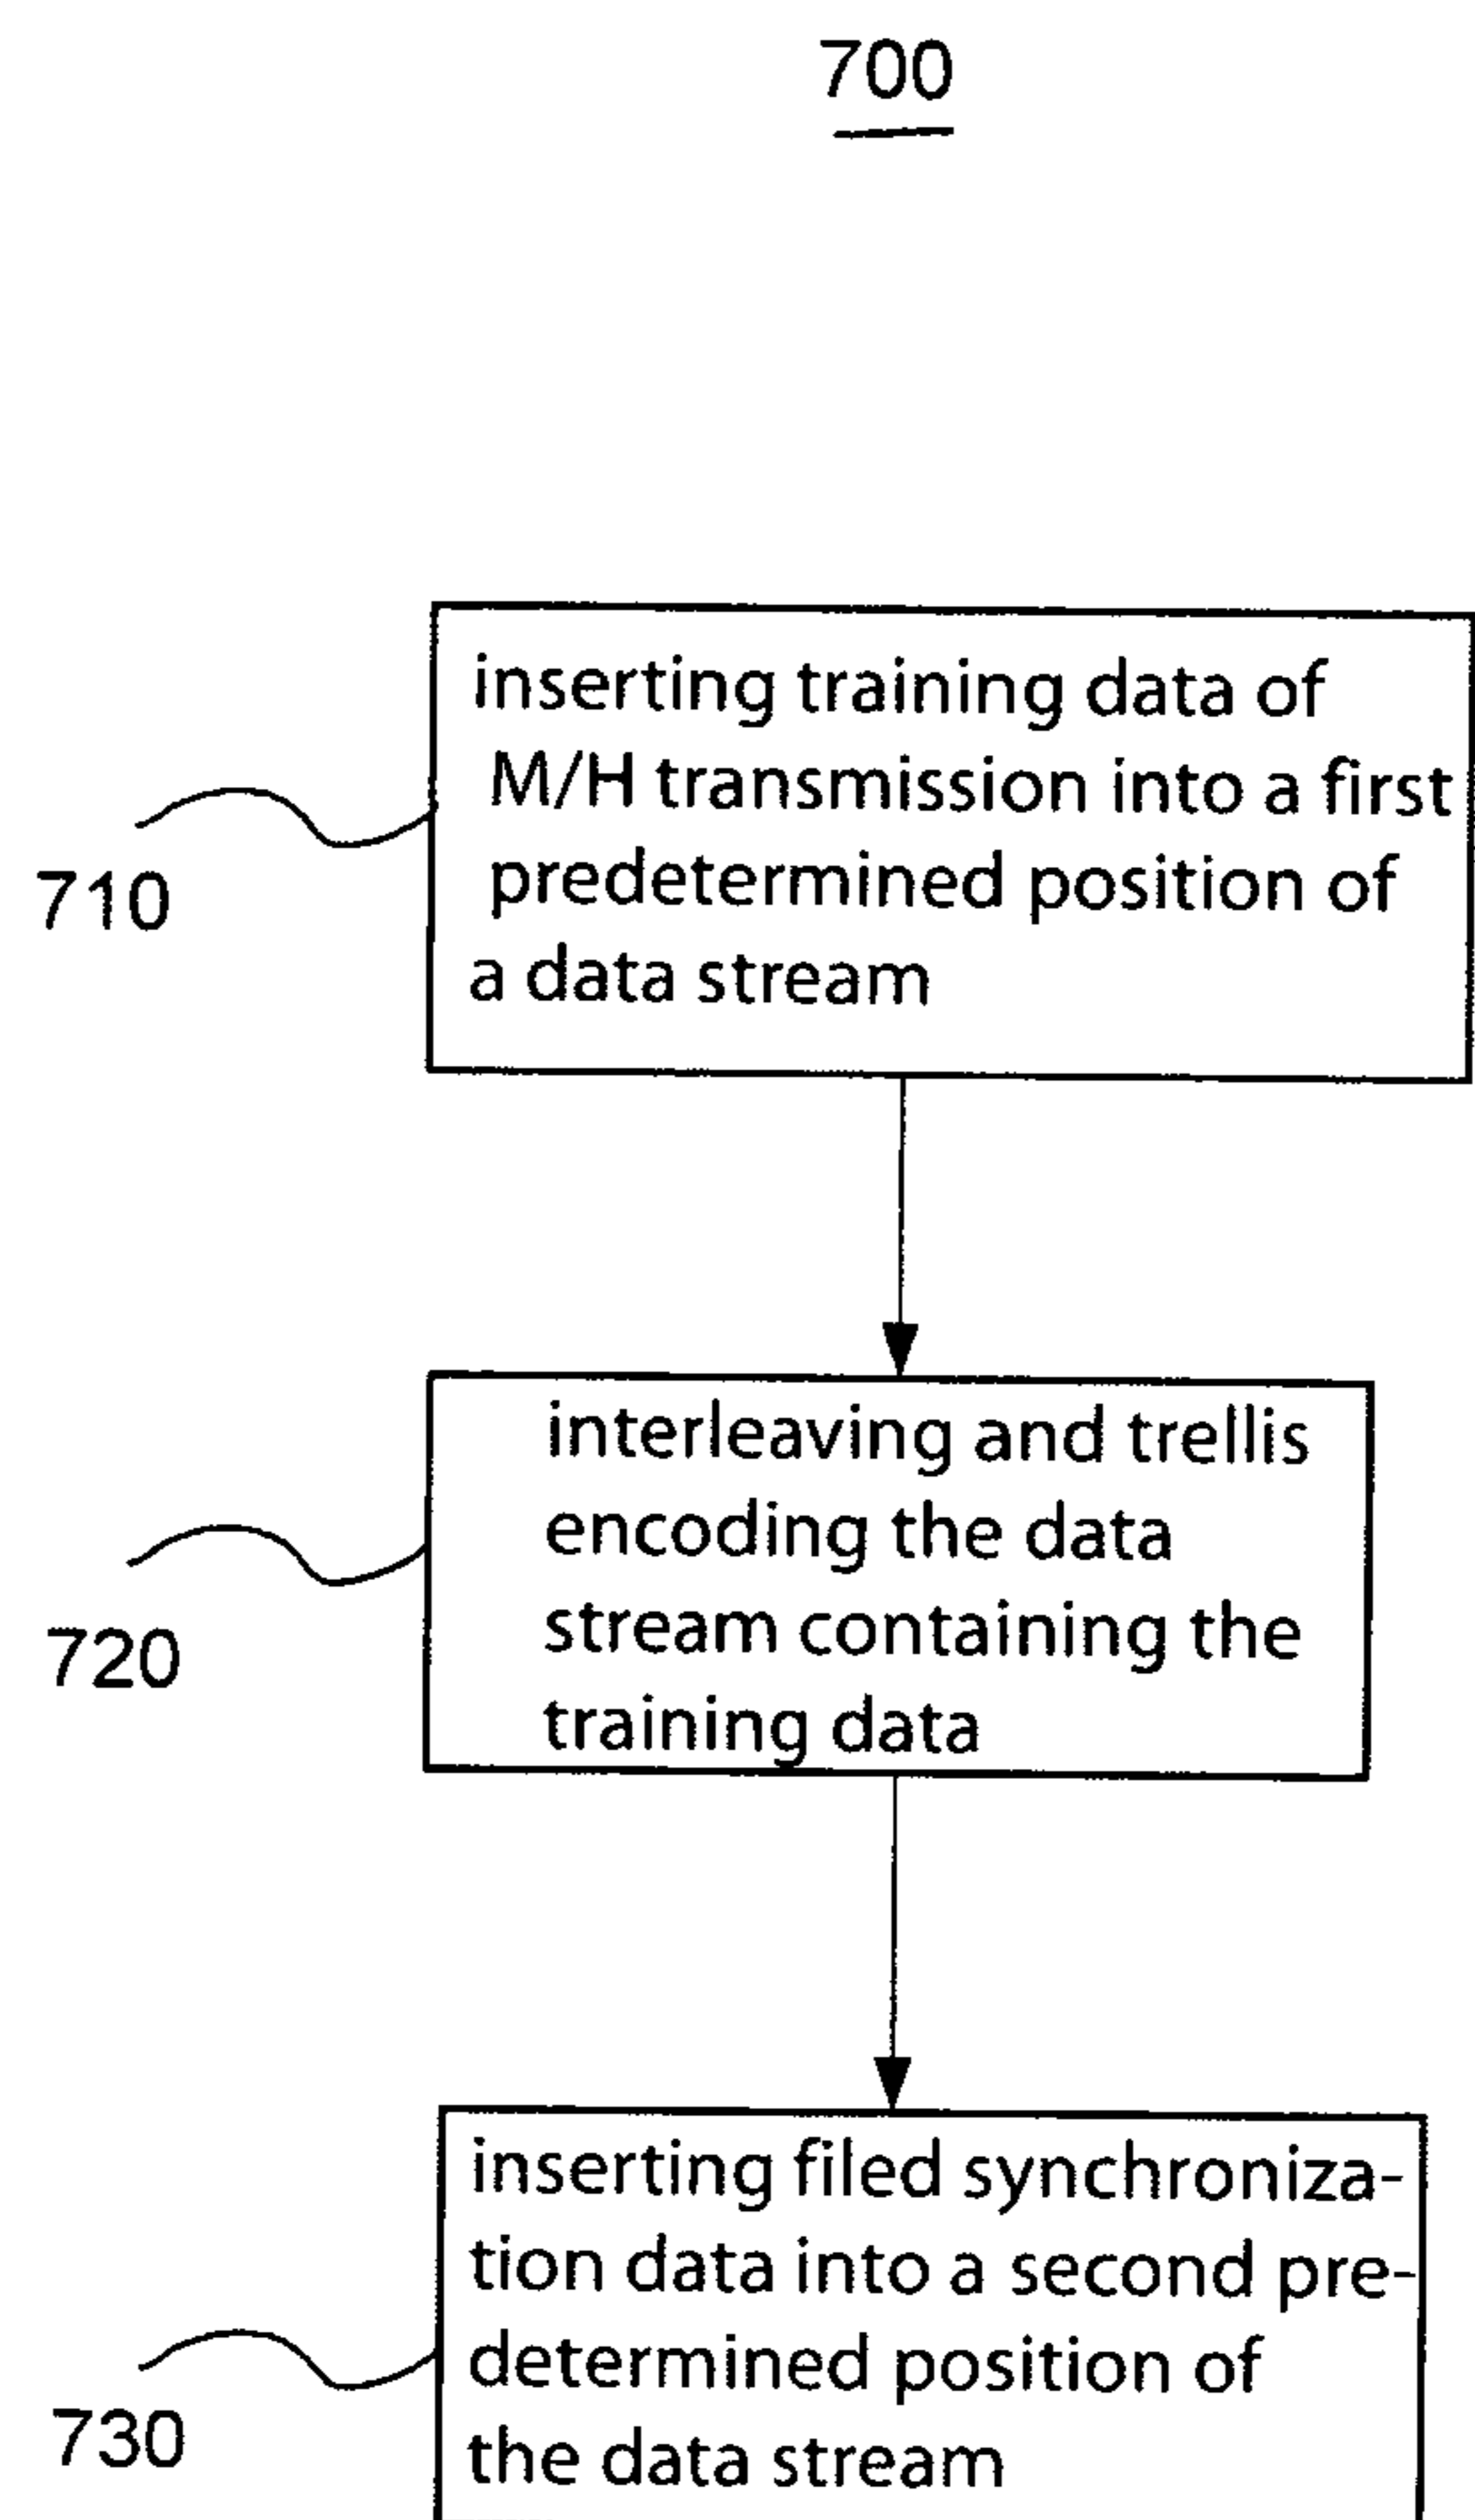 700
inserting training data of
M/H transmission into a first
predetermined position of
a data stream
710
interleaving and trellis
encoding the data
stream containing the
training data
720
inserting filed synchroniza-
tion data into a second pre-
determined position of
the data stream
730